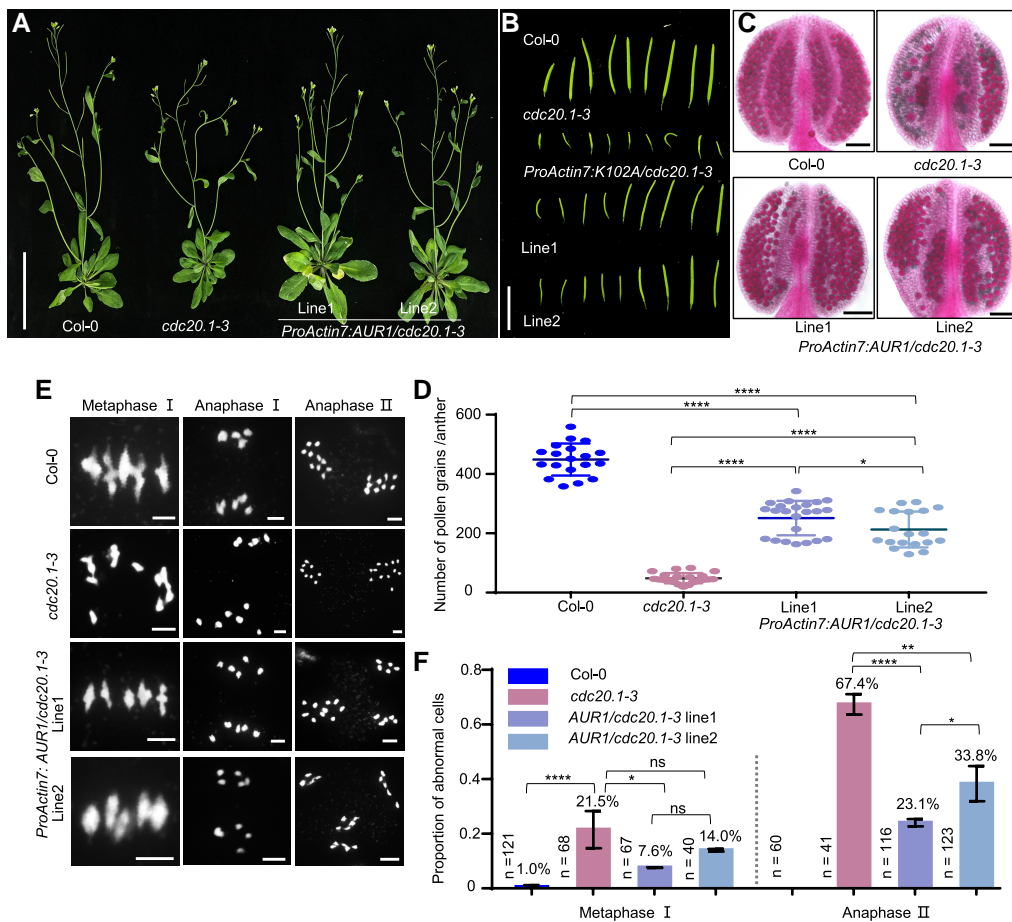 A
Col-0
cdc20.1-3
Line1
Line2
ProActin7:AUR1/cdc20.1-3
B
Col-0
cdc20.1-3
ProActin7:K102A/cdc20.1-3
Line1
Line2
C
Col-0
cdc20.1-3
Line1
Line2
ProActin7:AUR1/cdc20.1-3
E
Metaphase I
Anaphase I
Anaphase II
Col-0
cdc20.1-3
ProActin7: AUR1/cdc20.1-3
Line1
Line2
D
Number of pollen grains /anther
600
400
200
0
****
****
****
****
*
Col-0
cdc20.1-3
Line1
Line2
ProActin7:AUR1/cdc20.1-3
F
Proportion of abnormal cells
0.8
0.6
0.4
0.2
0
Col-0
cdc20.1-3
AUR1/cdc20.1-3 line1
AUR1/cdc20.1-3 line2
**
****
*
ns
****
*
ns
67.4%
33.8%
23.1%
21.5%
14.0%
7.6%
1.0%
n =121
n = 68
n = 67
n = 40
n = 60
n = 41
n = 116
n = 123
Metaphase I
Anaphase II